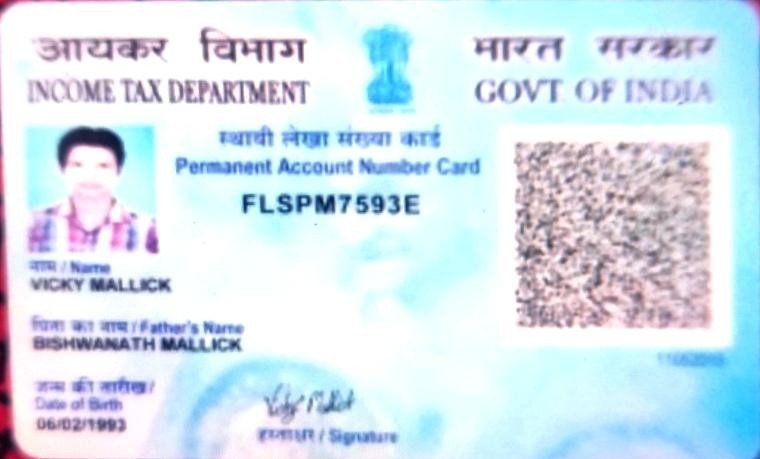 आयकर विभाग
INCOME TAX DEPARTMENT
भारत सरकार
GOVT. OF INDIA
स्थायी लेखा संख्या कार्ड
Permanent Account Number Card
FLSPM7593E
नाम / Name
VICKY MALLICK
पिता का नाम / Father's Name
BISHWANATH MALLICK
जन्म की तारीख /
Date of Birth
06/02/1993
Vicky Mallick
हस्ताक्षर / Signature